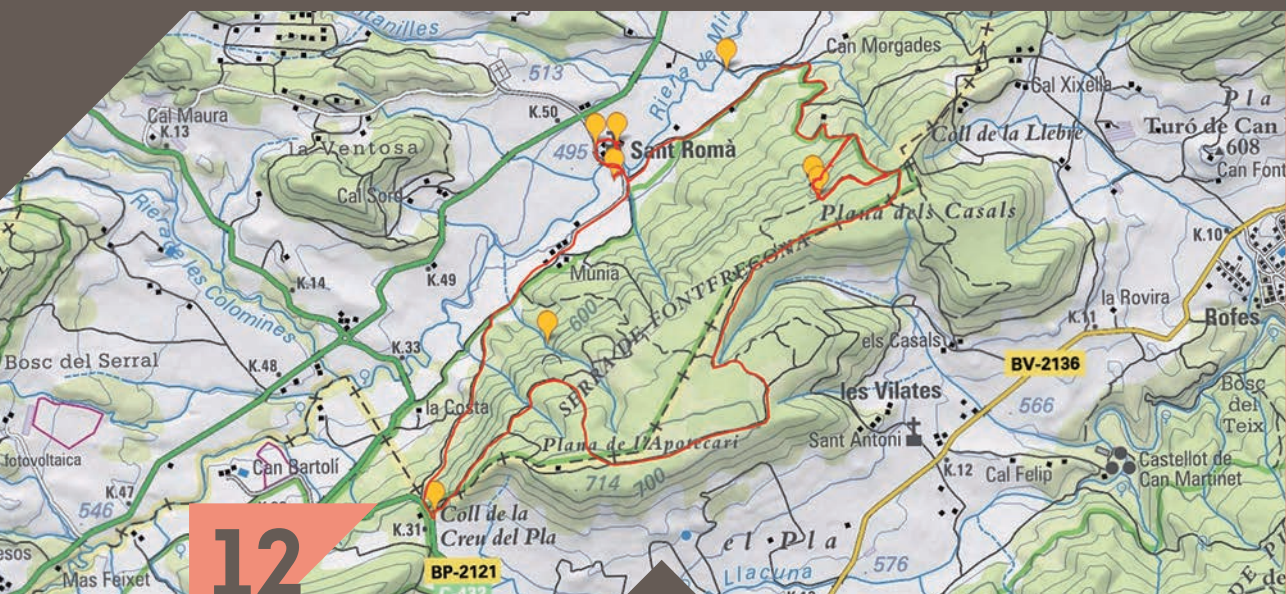 ntanilles
.513
Riera de Mir
Can Morgades
Cal Xixella
Pla
Cal Maura
K.13
K.50
la Ventosa
495
Sant Romà
Coll de la Llebre
Turó de Can
608
Can Font
Cal Soré
Plana dels Casals
Riera de les Colomines
K.14
K.49
Múnia
K.10
la Rovira
K.11
Rofes
600
SERRA DE FONTFREGONA
els Casals
Bosc del Serral
K.33
K.48
BV-2136
la Costa
les Vilates
566
Bosc
del
Teix
Plana de l'Apotecari
Sant Antoni
fotovoltaica
Can Bartolí
K.12
Cal Felip
Castellot de
Can Martinet
K.47
546
.714
700
Coll de la
Creu del Pla
K.31
el Pla
esos
Mas Feixet
12
BP-2121
Llacuna
.576